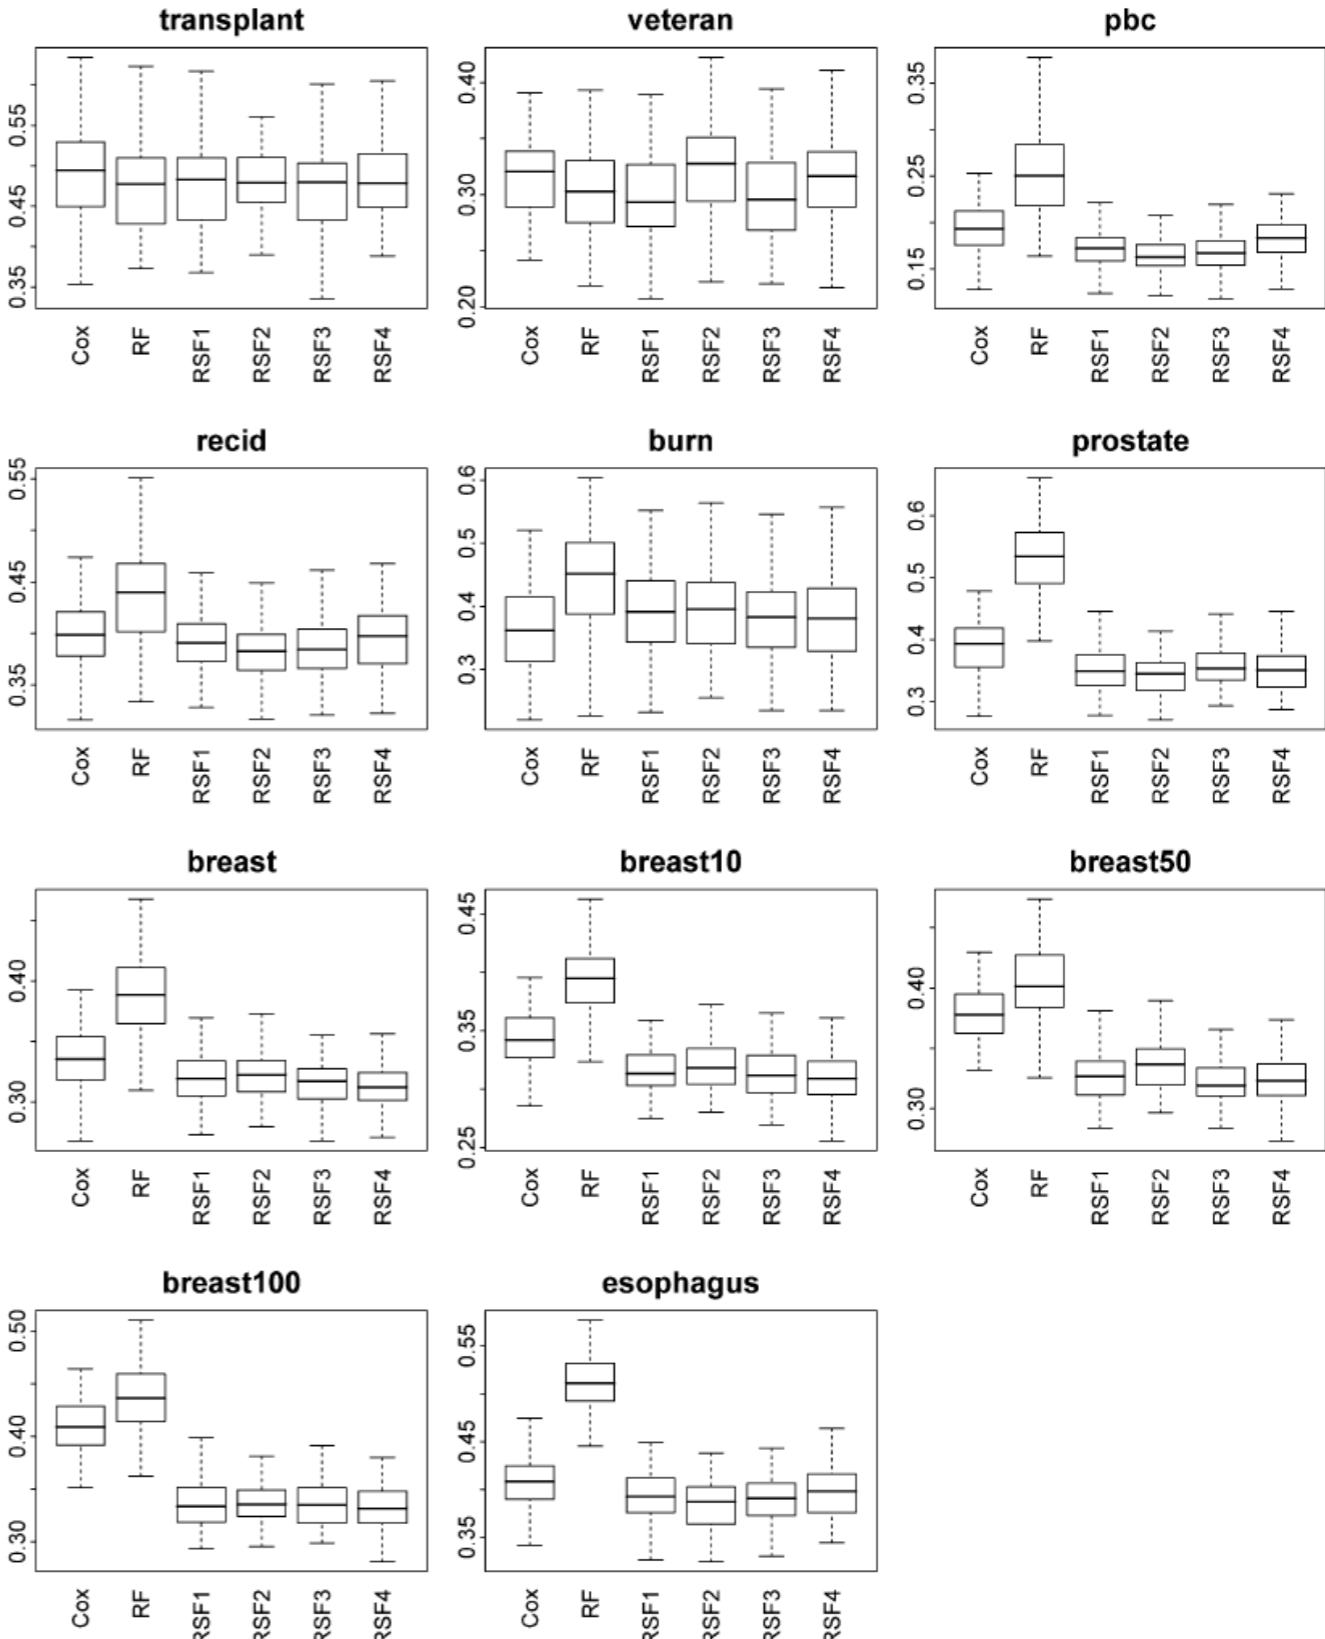 transplant
0.35 0.45 0.55
Cox RF RSF1 RSF2 RSF3 RSF4
veteran
0.20 0.30 0.40
Cox RF RSF1 RSF2 RSF3 RSF4
pbc
0.15 0.25 0.35
Cox RF RSF1 RSF2 RSF3 RSF4
recid
0.35 0.45 0.55
Cox RF RSF1 RSF2 RSF3 RSF4
burn
0.3 0.4 0.5 0.6
Cox RF RSF1 RSF2 RSF3 RSF4
prostate
0.3 0.4 0.5 0.6
Cox RF RSF1 RSF2 RSF3 RSF4
breast
0.30 0.40
Cox RF RSF1 RSF2 RSF3 RSF4
breast10
0.25 0.35 0.45
Cox RF RSF1 RSF2 RSF3 RSF4
breast50
0.30 0.40
Cox RF RSF1 RSF2 RSF3 RSF4
breast100
0.30 0.40 0.50
Cox RF RSF1 RSF2 RSF3 RSF4
esophagus
0.35 0.45 0.55
Cox RF RSF1 RSF2 RSF3 RSF4